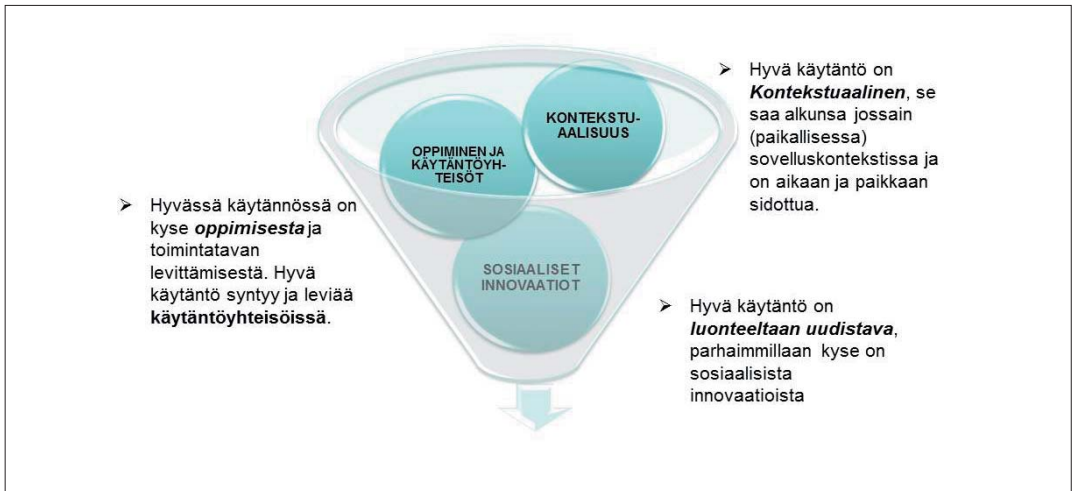 KONTEKSTU-
AALISUUS
OPPIMINEN JA
KÄYTÄNTÖYH-
TEISÖT
SOSIAALISET
INNOVAATIOT
➢ Hyvä käytäntö on
Kontekstuaalinen, se
saa alkunsa jossain
(paikallisessa)
sovelluskontekstissa ja
on aikaan ja paikkaan
sidottua.
➢ Hyvässä käytännössä on
kyse oppimisesta ja
toimintatavan
levittämisestä. Hyvä
käytäntö syntyy ja leviää
käytäntöyhteisöissä.
➢ Hyvä käytäntö on
luonteeltaan uudistava,
parhaimmillaan kyse on
sosiaalisista
innovaatioista